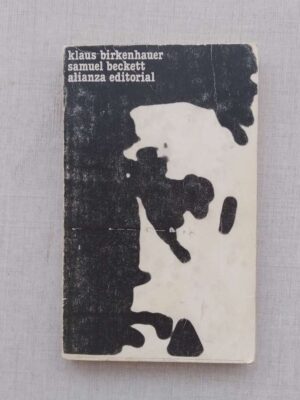 klaus birkenhauer
samuel beckett
alianza editorial